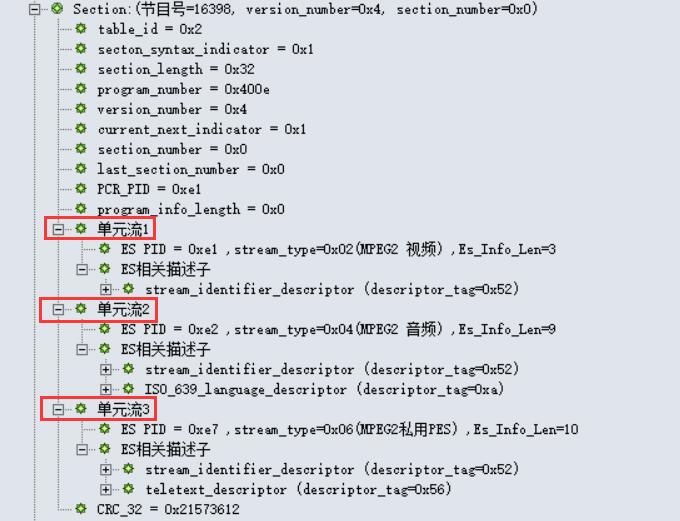 Section:(节目号=16398, version_number=0x4, section_number=0x0)
table_id = 0x2
secton_syntax_indicator = 0x1
section_length = 0x32
program_number = 0x400e
version_number = 0x4
current_next_indicator = 0x1
section_number = 0x0
last_section_number = 0x0
PCR_PID = 0xe1
program_info_length = 0x0
单元流1
ES PID = 0xe1 ,stream_type=0x02(MPEG2 视频) ,Es_Info_Len=3
ES相关描述子
stream_identifier_descriptor (descriptor_tag=0x52)
单元流2
ES PID = 0xe2 ,stream_type=0x04(MPEG2 音频) ,Es_Info_Len=9
ES相关描述子
stream_identifier_descriptor (descriptor_tag=0x52)
ISO_639_language_descriptor (descriptor_tag=0xa)
单元流3
ES PID = 0xe7 ,stream_type=0x06(MPEG2私用PES) ,Es_Info_Len=10
ES相关描述子
stream_identifier_descriptor (descriptor_tag=0x52)
teletext_descriptor (descriptor_tag=0x56)
CRC_32 = 0x21573612